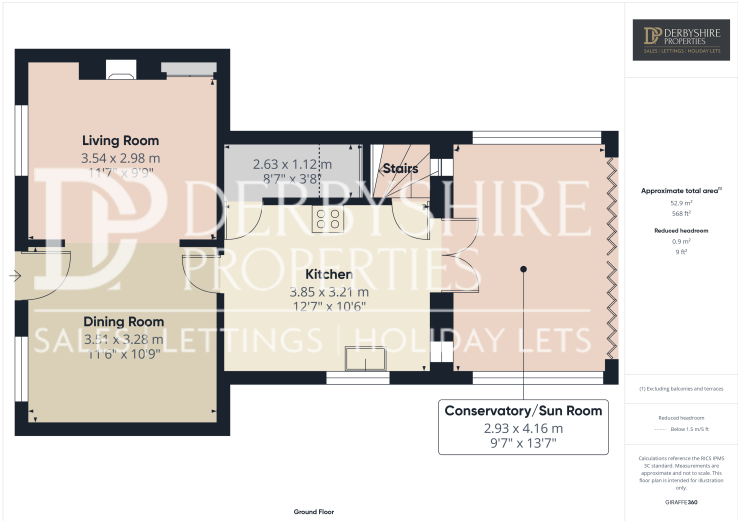 Living Room
3.54 x 2.98 m
11'7" x 9'9"
2.63 x 1.12 m
8'7" x 3'8"
Stairs
DERBYSHIRE
PROPERTIES
SALES | LETTINGS | HOLIDAY LETS
Kitchen
3.85 x 3.21 m
12'7" x 10'6"
Dining Room
3.51 x 3.28 m
11'6" x 10'9"
Conservatory/Sun Room
2.93 x 4.16 m
9'7" x 13'7"
Ground Floor
DERBYSHIRE
PROPERTIES
SALES | LETTINGS | HOLIDAY LETS
Approximate total area(1)
52.9 m²
568 ft²
Reduced headroom
0.9 m²
9 ft²
(1) Excluding balconies and terraces
Reduced headroom
Below 1.5 m/5 ft
Calculations reference the RICS IPMS
3C standard. Measurements are
approximate and not to scale. This
floor plan is intended for illustration
only.
GIRAFFE360